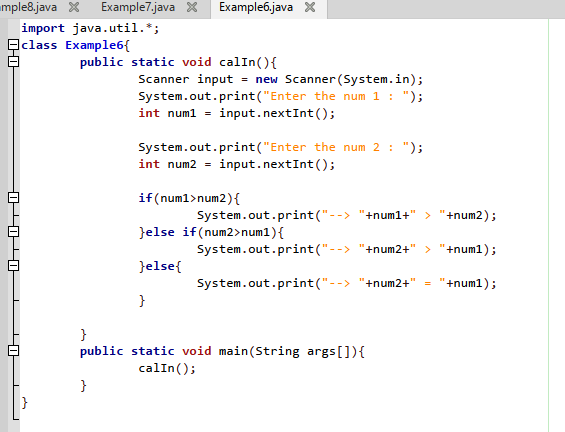 mple8.java Example7.java Example6.java
import java.util.*;
class Example6{
public static void calIn(){
Scanner input = new Scanner(System.in);
System.out.print("Enter the num 1 : ");
int num1 = input.nextInt();
System.out.print("Enter the num 2 : ");
int num2 = input.nextInt();
if(num1>num2){
System.out.print("--> "+num1+" > "+num2);
}else if(num2>num1){
System.out.print("--> "+num2+" > "+num1);
}else{
System.out.print("--> "+num2+" = "+num1);
}
}
public static void main(String args[]){
calIn();
}
}